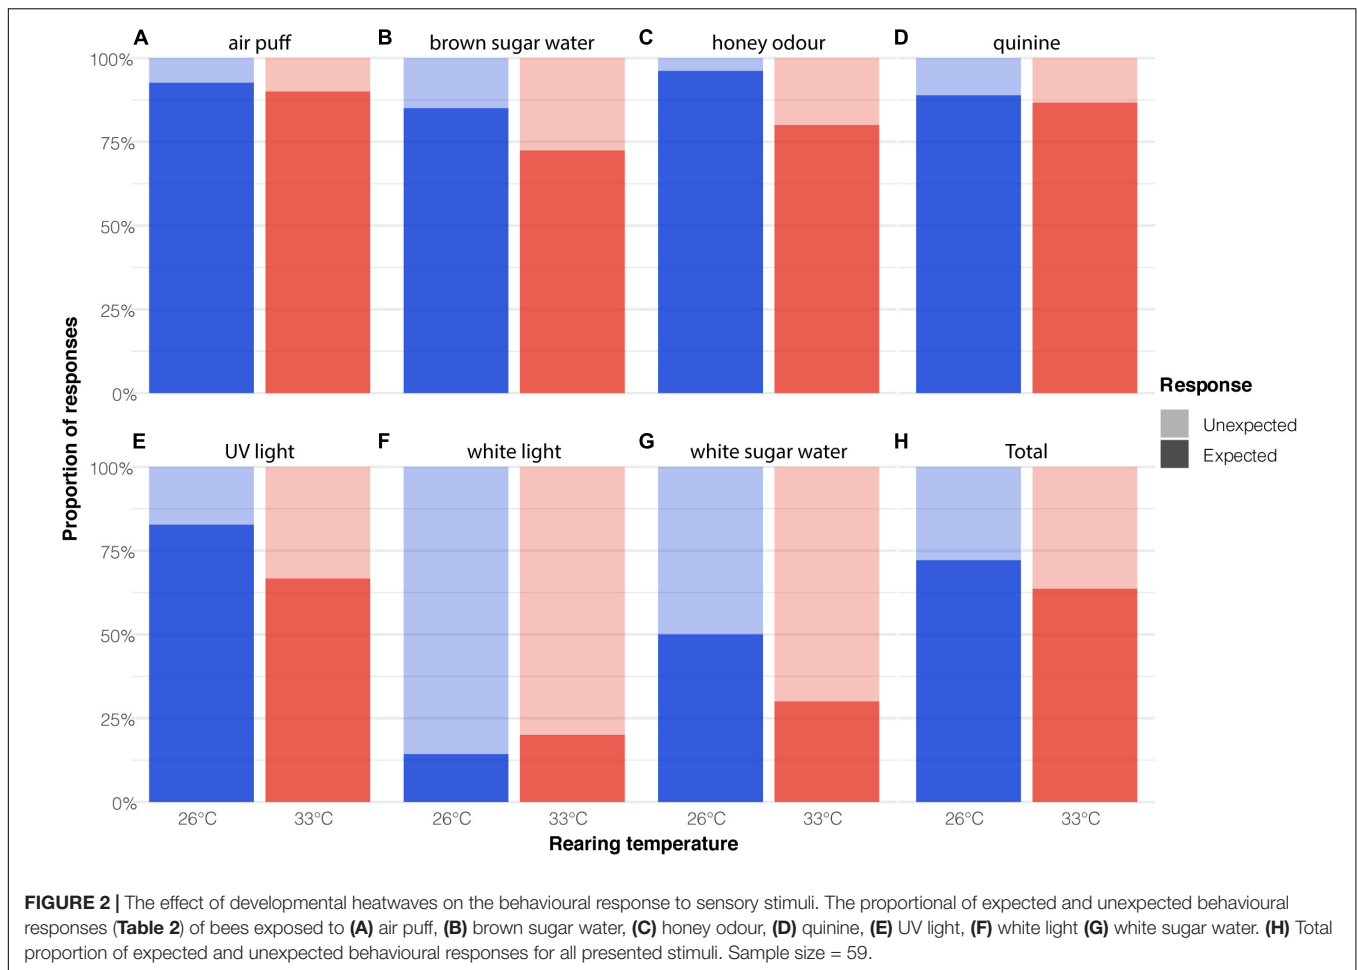 A air puff B brown sugar water C honey odour D quinine
100%
75%
50%
25%
0%
Proportion of responses
Response
Unexpected
Expected
E UV light F white light G white sugar water H Total
100%
75%
50%
25%
0%
26°C 33°C 26°C 33°C 26°C 33°C 26°C 33°C
Rearing temperature
FIGURE 2 | The effect of developmental heatwaves on the behavioural response to sensory stimuli. The proportional of expected and unexpected behavioural
responses (Table 2) of bees exposed to (A) air puff, (B) brown sugar water, (C) honey odour, (D) quinine, (E) UV light, (F) white light (G) white sugar water. (H) Total
proportion of expected and unexpected behavioural responses for all presented stimuli. Sample size = 59.